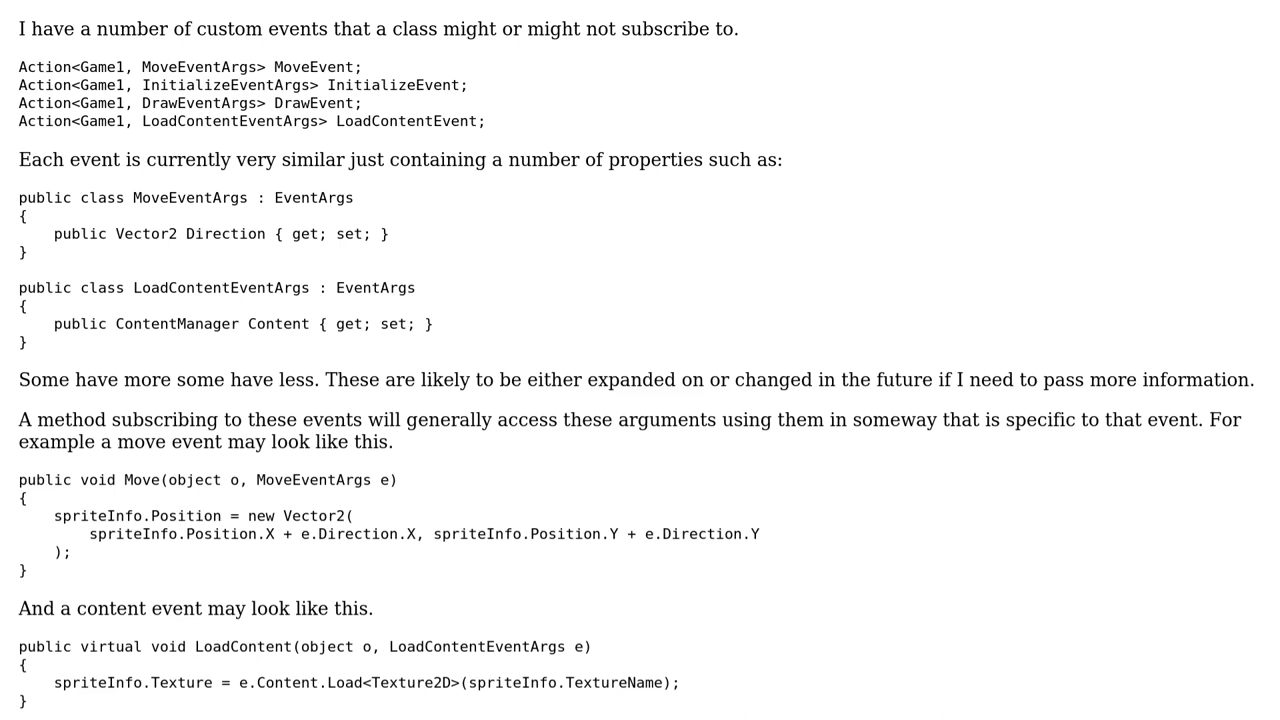 I have a number of custom events that a class might or might not subscribe to.
Action<Game1, MoveEventArgs> MoveEvent;
Action<Game1, InitializeEventArgs> InitializeEvent;
Action<Game1, DrawEventArgs> DrawEvent;
Action<Game1, LoadContentEventArgs> LoadContentEvent;
Each event is currently very similar just containing a number of properties such as:
public class MoveEventArgs : EventArgs
{
    public Vector2 Direction { get; set; }
}
public class LoadContentEventArgs : EventArgs
{
    public ContentManager Content { get; set; }
}
Some have more some have less. These are likely to be either expanded on or changed in the future if I need to pass more information.
A method subscribing to these events will generally access these arguments using them in someway that is specific to that event. For
example a move event may look like this.
public void Move(object o, MoveEventArgs e)
{
    spriteInfo.Position = new Vector2(
        spriteInfo.Position.X + e.Direction.X, spriteInfo.Position.Y + e.Direction.Y
    );
}
And a content event may look like this.
public virtual void LoadContent(object o, LoadContentEventArgs e)
{
    spriteInfo.Texture = e.Content.Load<Texture2D>(spriteInfo.TextureName);
}